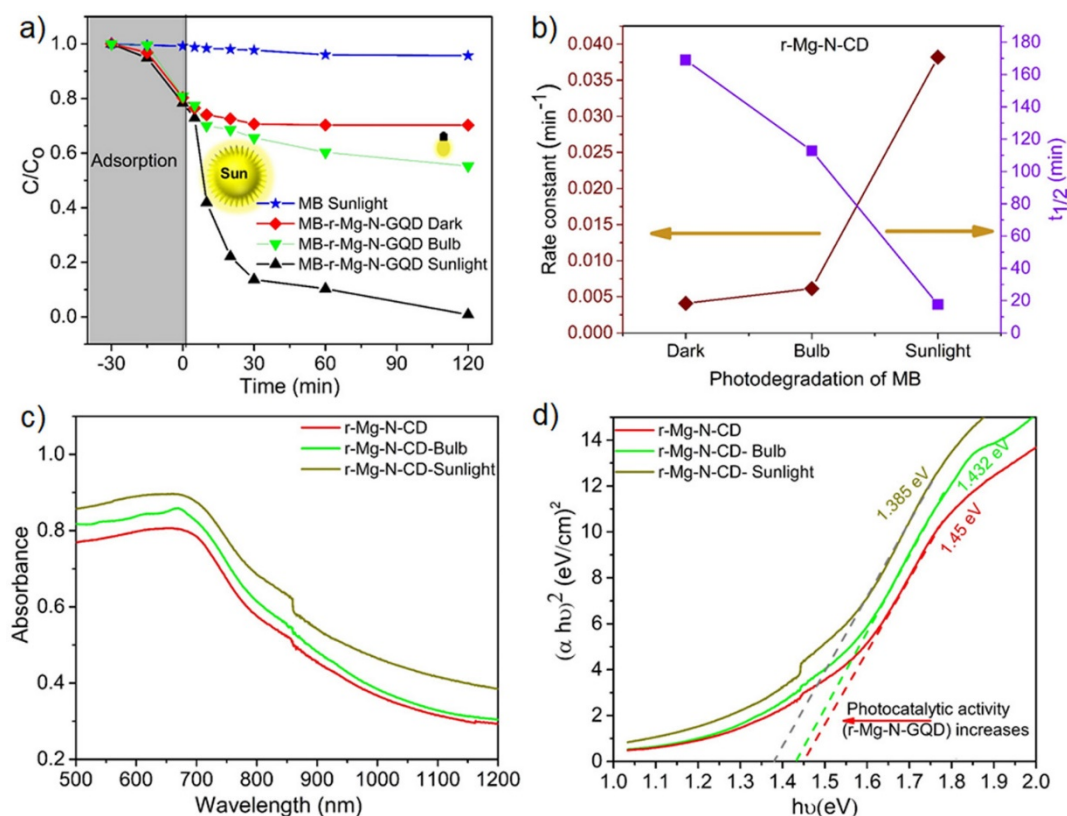 a)
C/C₀
1.0
0.8
0.6
0.4
0.2
0.0
Adsorption
Sun
MB Sunlight
MB-r-Mg-N-GQD Dark
MB-r-Mg-N-GQD Bulb
MB-r-Mg-N-GQD Sunlight
-30 0 30 60 90 120
Time (min)
b)
r-Mg-N-CD
Rate constant (min⁻¹)
0.040
0.035
0.030
0.025
0.020
0.015
0.010
0.005
0.000
180
160
140
120
100
80
60
40
20
0
t1/2 (min)
Dark Bulb Sunlight
Photodegradation of MB
c)
r-Mg-N-CD
r-Mg-N-CD-Bulb
r-Mg-N-CD-Sunlight
Absorbance
1.0
0.8
0.6
0.4
0.2
500 600 700 800 900 1000 1100 1200
Wavelength (nm)
d)
r-Mg-N-CD
r-Mg-N-CD- Bulb
r-Mg-N-CD- Sunlight
(α hυ)² (eV/cm)²
14
12
10
8
6
4
2
0
1.385 eV
1.432 eV
1.45 eV
Photocatalytic activity
(r-Mg-N-GQD) increases
1.0 1.1 1.2 1.3 1.4 1.5 1.6 1.7 1.8 1.9 2.0
hυ(eV)